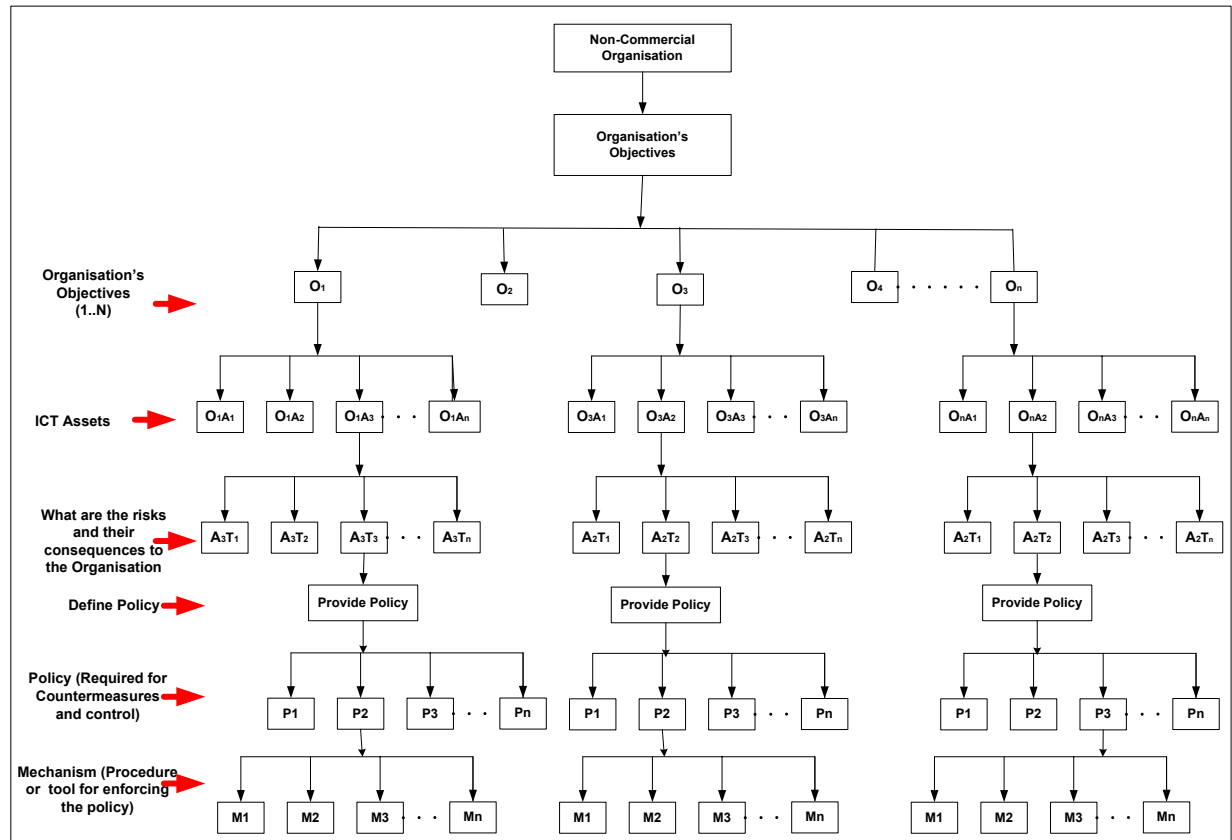 Non-Commercial
Organisation
Organisation's
Objectives
Organisation's
Objectives
(1..N)
O1 O2 O3 O4 · · · · · · On
ICT Assets
O1A1 O1A2 O1A3 · · · O1An O3A1 O3A2 O3A3 · · · O3An OnA1 OnA2 OnA3 · · · OnAn
What are the risks
and their
consequences to
the Organisation
A3T1 A3T2 A3T3 · · · A3Tn A2T1 A2T2 A2T3 · · · A2Tn A2T1 A2T2 A2T3 · · · A2Tn
Define Policy
Provide Policy Provide Policy Provide Policy
Policy (Required for
Countermeasures
and control)
P1 P2 P3 · · · Pn P1 P2 P3 · · · Pn P1 P2 P3 · · · Pn
Mechanism (Procedure
or tool for enforcing
the policy)
M1 M2 M3 · · · Mn M1 M2 M3 · · · Mn M1 M2 M3 · · · Mn